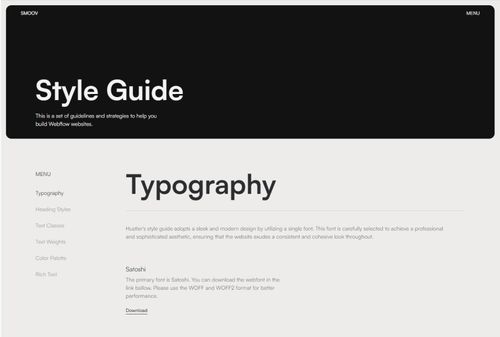 SMOOV
MENU
Style Guide
This is a set of guidelines and strategies to help you
build Webflow websites.
MENU
Typography
Typography
Heading Styles
Text Classes
Text Weights
Color Palette
Rich Text
Hustler's style guide adopts a sleek and modern design by utilizing a single font. This font is carefully selected to achieve a professional
and sophisticated aesthetic, ensuring that the website exudes a consistent and cohesive look throughout.
Satoshi
The primary font is Satoshi. You can download the webfont in the
link bellow. Please use the WOFF and WOFF2 format for better
performance.
Download